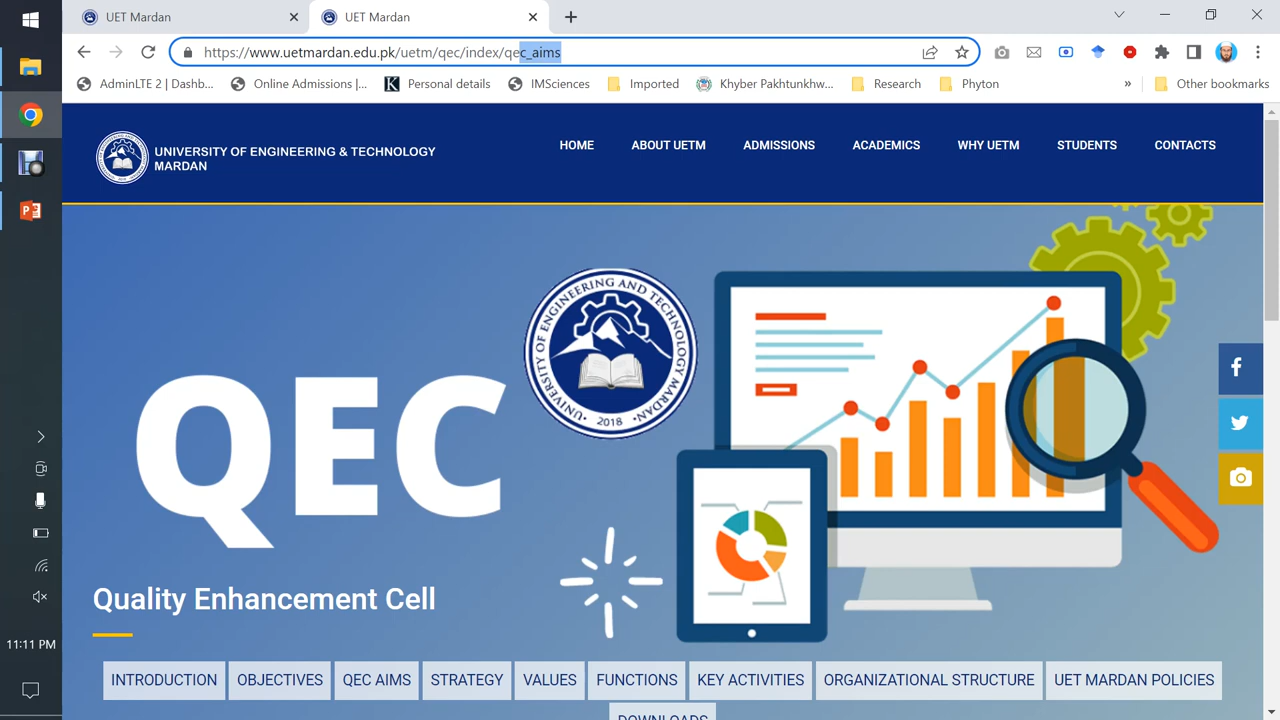 UET Mardan
UET Mardan
https://www.uetmardan.edu.pk/uetm/qec/index/qec_aims
AdminLTE 2 | Dashb...
Online Admissions |...
Personal details
IMSciences
Imported
Khyber Pakhtunkhw...
Research
Phyton
»
Other bookmarks
UNIVERSITY OF ENGINEERING & TECHNOLOGY
MARDAN
HOME
ABOUT UETM
ADMISSIONS
ACADEMICS
WHY UETM
STUDENTS
CONTACTS
UNIVERSITY OF ENGINEERING AND TECHNOLOGY MARDAN
2018
QEC
Quality Enhancement Cell
INTRODUCTION
OBJECTIVES
QEC AIMS
STRATEGY
VALUES
FUNCTIONS
KEY ACTIVITIES
ORGANIZATIONAL STRUCTURE
UET MARDAN POLICIES
DOWNLOADS
11:11 PM